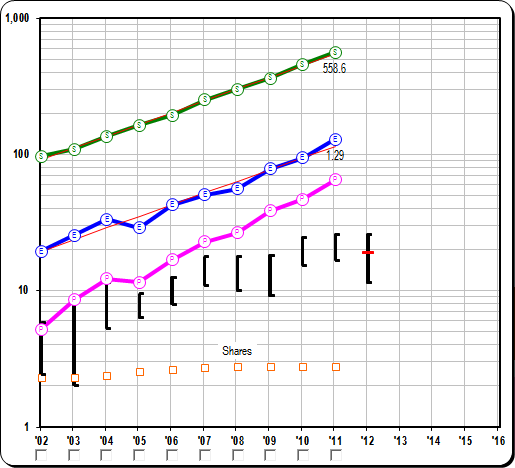 1,000
S S S S S S S S S S
558.6
100
E E E E E E E E E E
1.29
P P P P P P P P P P
10
Shares
1
'02 '03 '04 '05 '06 '07 '08 '09 '10 '11 '12 '13 '14 '15 '16